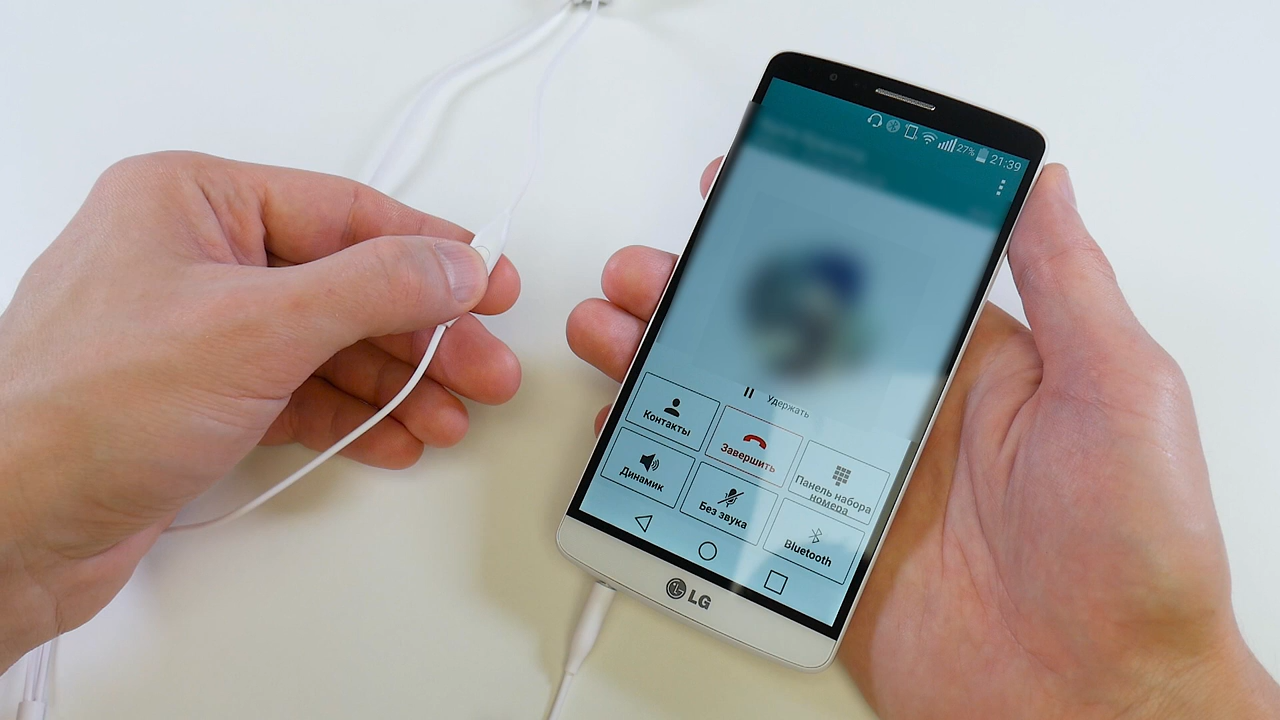 27% 21:39
Удержать
Контакты
Завершить
Панель набора
номера
Динамик
Без звука
Bluetooth
LG